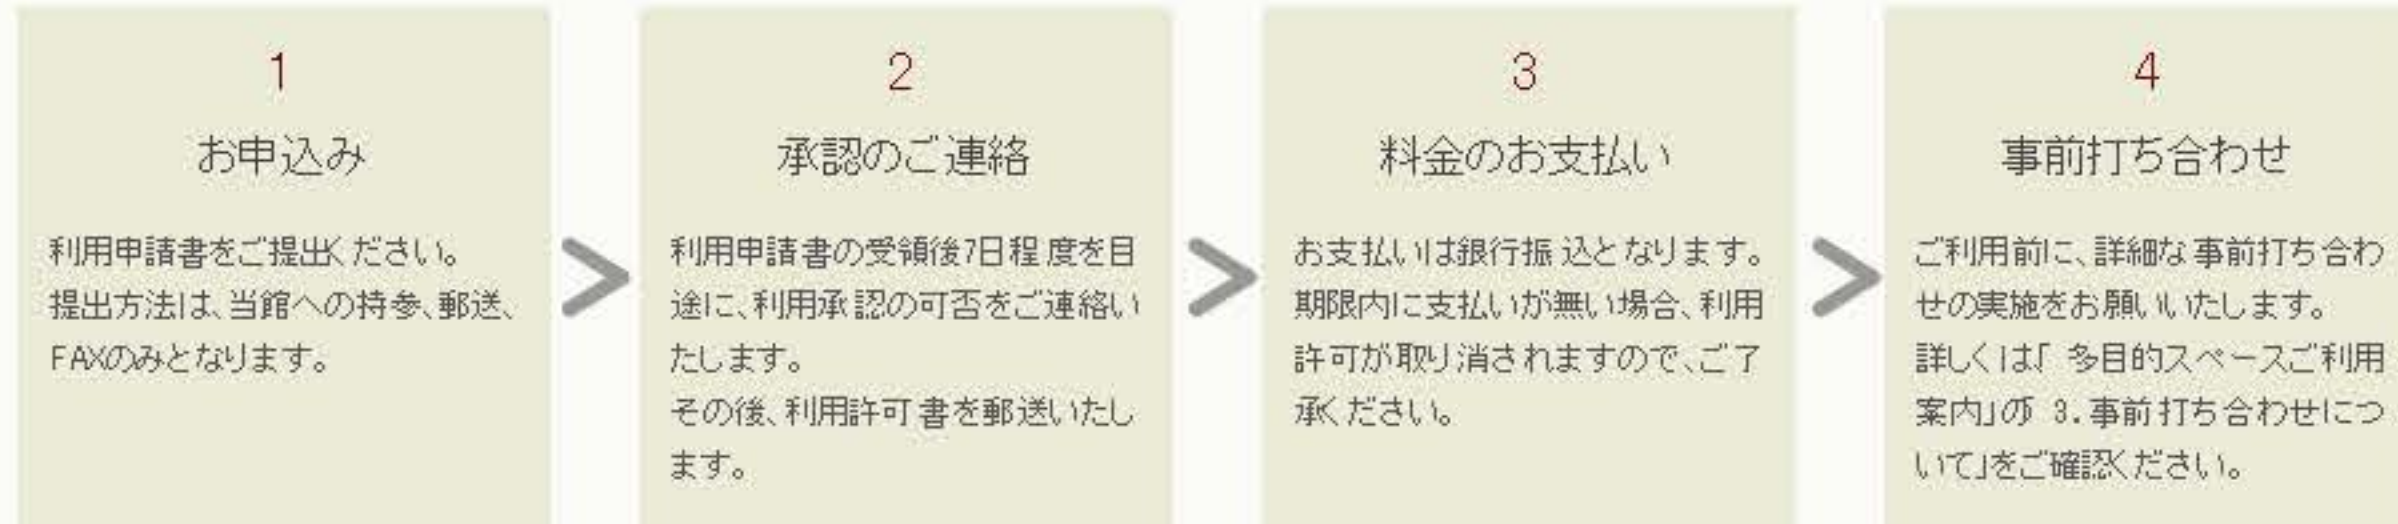 1
お申込み
利用申請書をご提出ください。
提出方法は、当館への持参、郵送、
FAXのみとなります。
2
承認のご連絡
利用申請書の受領後7日程度を目
途に、利用承認の可否をご連絡い
たします。
その後、利用許可書を郵送いたし
ます。
3
料金のお支払い
お支払いは銀行振込となります。
期限内に支払いが無い場合、利用
許可が取り消されますので、ご了
承ください。
4
事前打ち合わせ
ご利用前に、詳細な事前打ち合わ
せの実施をお願いいたします。
詳しくは「多目的スペースご利用
案内」の「3.事前打ち合わせにつ
いて」をご確認ください。